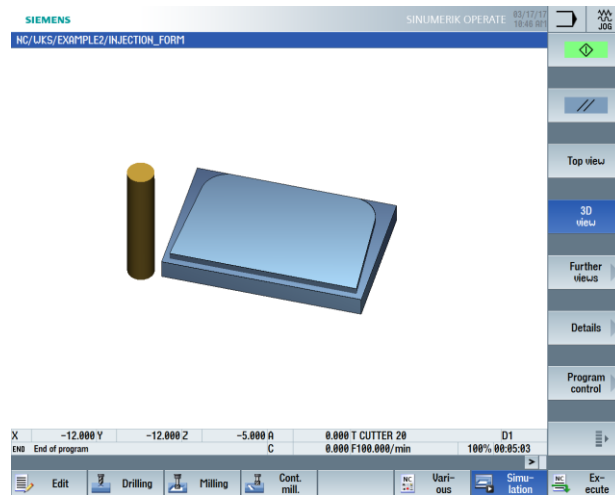 SIEMENS
SINUMERIK OPERATE 03/17/17
10:46 AM
JOG
NC/WKS/EXAMPLE2/INJECTION_FORM
Top view
3D
view
Further
views
Details
Program
control
X -12.000 Y -12.000 Z -5.000 A 0.000 T CUTTER 20 D1
END End of program C 0.000 F100.000/min 100% 00:05:03
>
Edit Drilling Milling Cont.
mill. NC Vari-
ous Simu-
lation NC Ex-
ecute